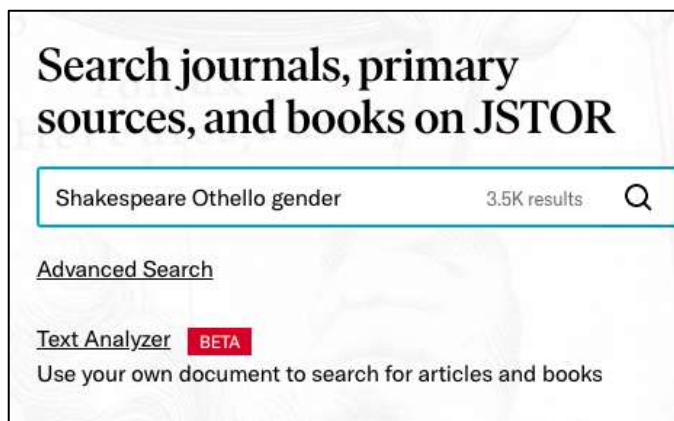 Search journals, primary
sources, and books on JSTOR
Shakespeare Othello gender 3.5K results
Advanced Search
Text Analyzer BETA
Use your own document to search for articles and books